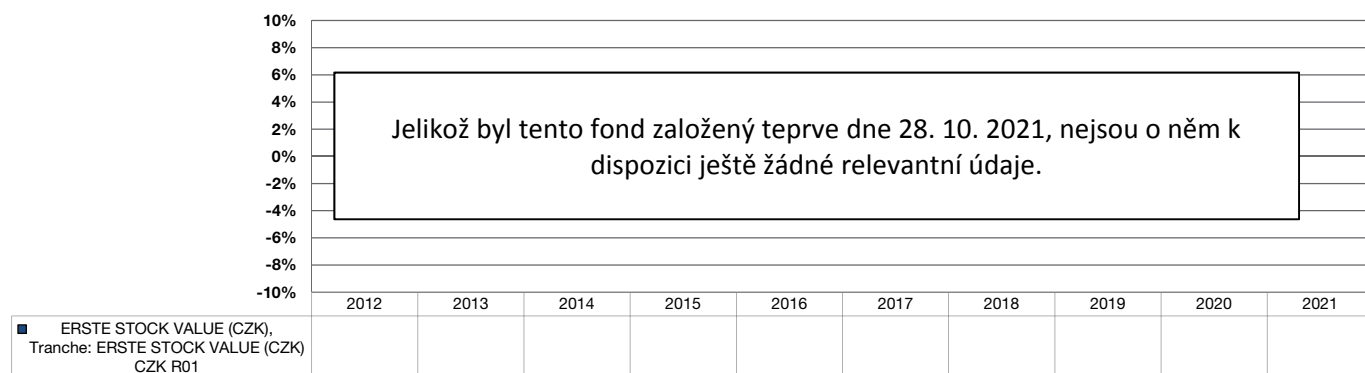 10%
8%
6%
4%
2%
0%
-2%
-4%
-6%
-8%
-10%
Jelikož byl tento fond založený teprve dne 28. 10. 2021, nejsou o něm k
dispozici ještě žádné relevantní údaje.
2012 2013 2014 2015 2016 2017 2018 2019 2020 2021
ERSTE STOCK VALUE (CZK),
Tranche: ERSTE STOCK VALUE (CZK)
CZK R01